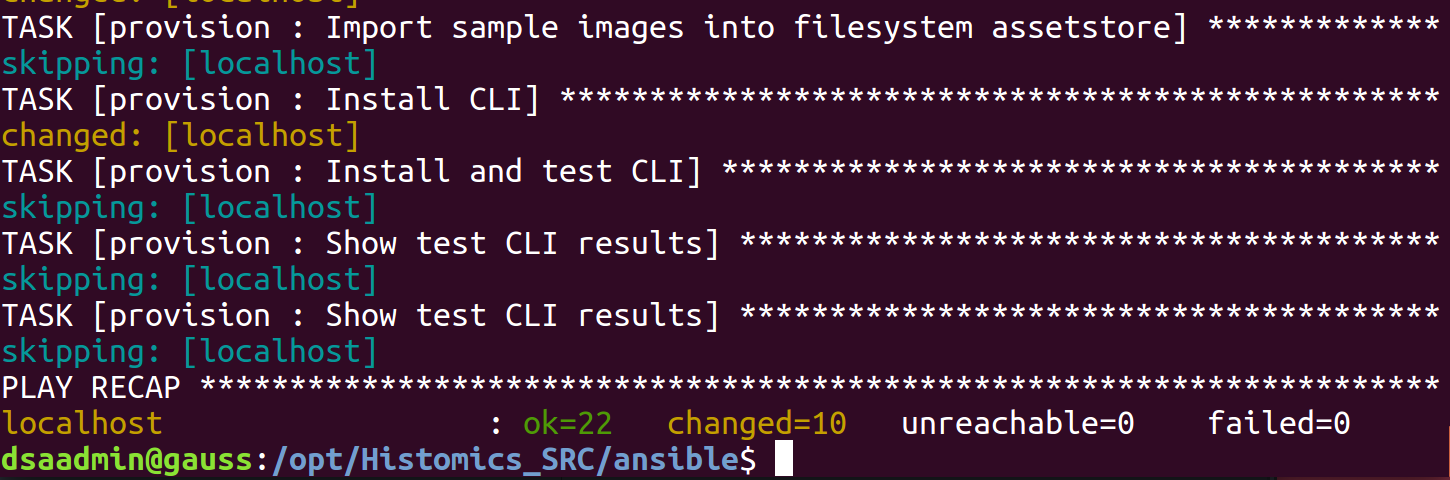 changed: [localhost]
TASK [provision : Import sample images into filesystem assetstore] *************
skipping: [localhost]
TASK [provision : Install CLI] *************************************************
changed: [localhost]
TASK [provision : Install and test CLI] ****************************************
skipping: [localhost]
TASK [provision : Show test CLI results] ***************************************
skipping: [localhost]
TASK [provision : Show test CLI results] ***************************************
skipping: [localhost]
PLAY RECAP *********************************************************************
localhost                  : ok=22   changed=10   unreachable=0    failed=0
dsaadmin@gauss:/opt/Histomics_SRC/ansible$